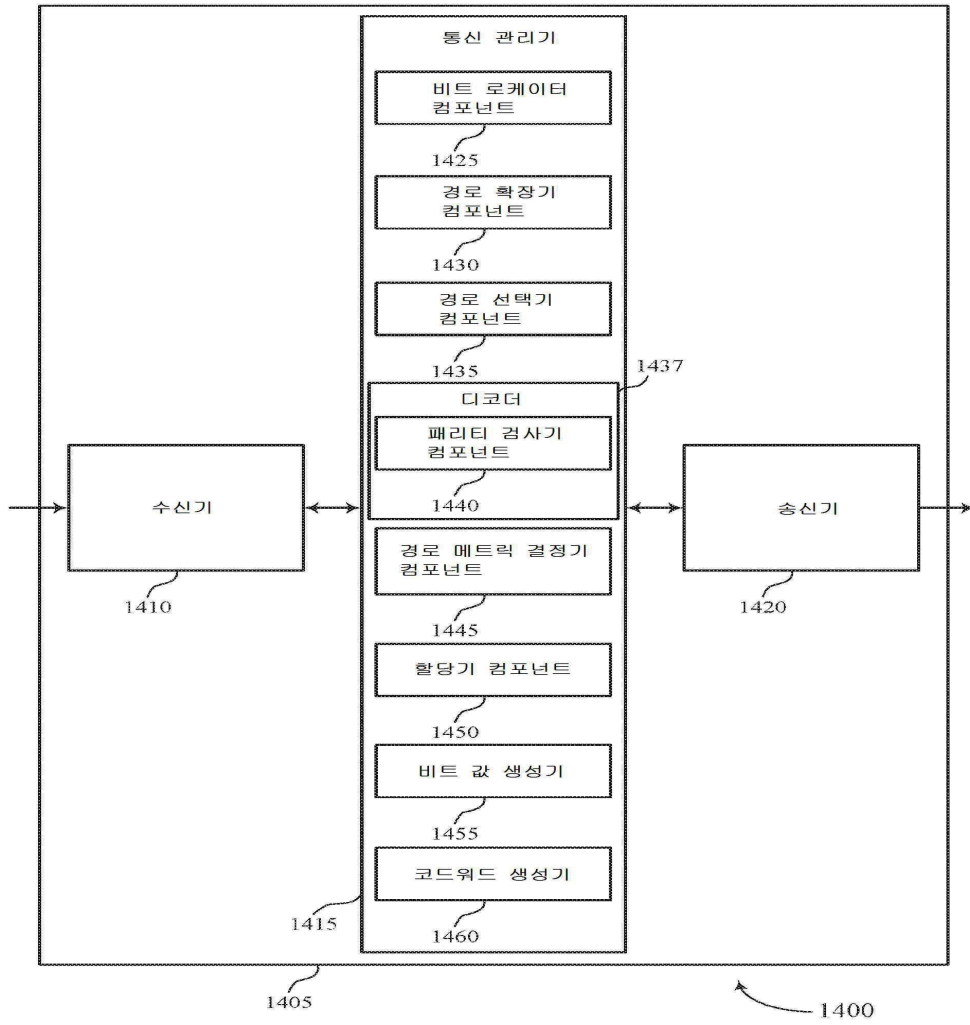 통신 관리기
비트 로케이터
컴포넌트
1425
경로 확장기
컴포넌트
1430
경로 선택기
컴포넌트
1435
1437
디코더
패리티 검사기
컴포넌트
1440
수신기
1410
송신기
1420
경로 메트릭 결정기
컴포넌트
1445
할당기 컴포넌트
1450
비트 값 생성기
1455
코드워드 생성기
1460
1415
1405
1400